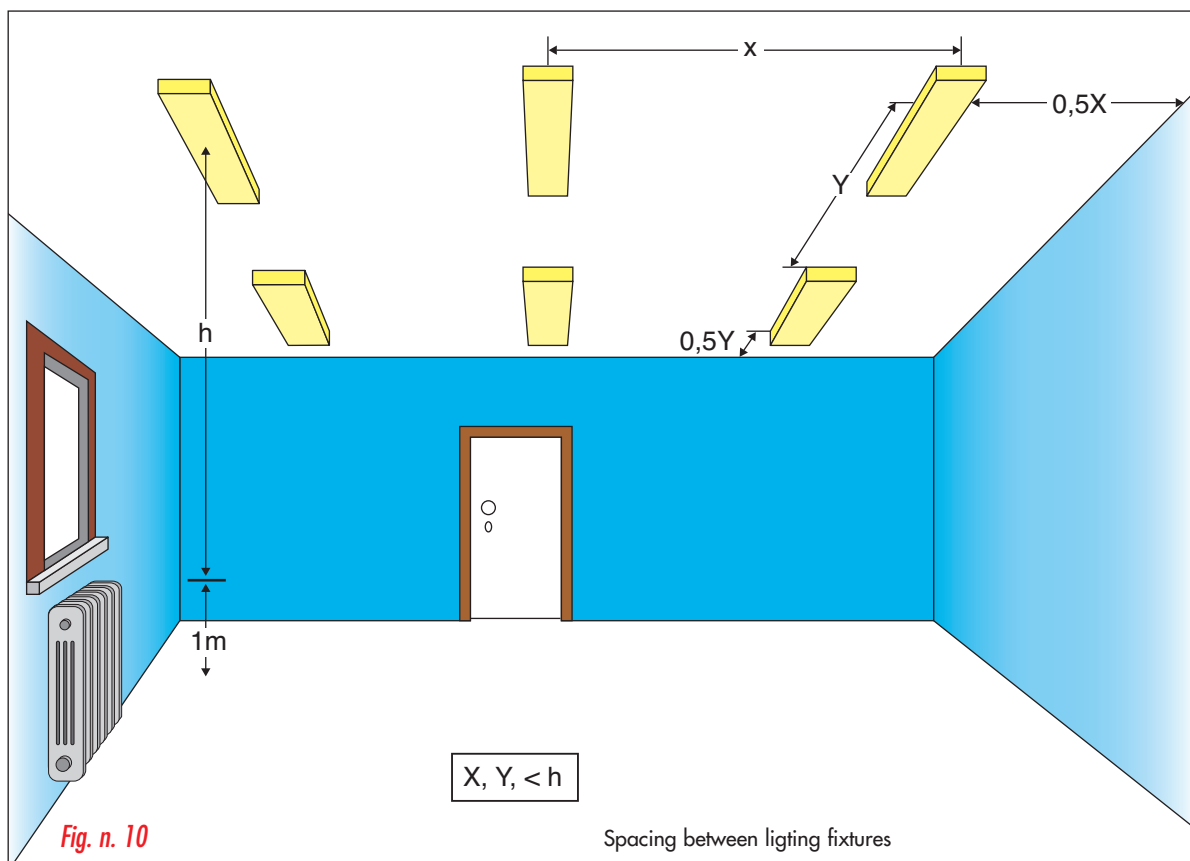 x
0,5X
Y
h
0,5Y
1m
X, Y, < h
Fig. n. 10
Spacing between ligting fixtures